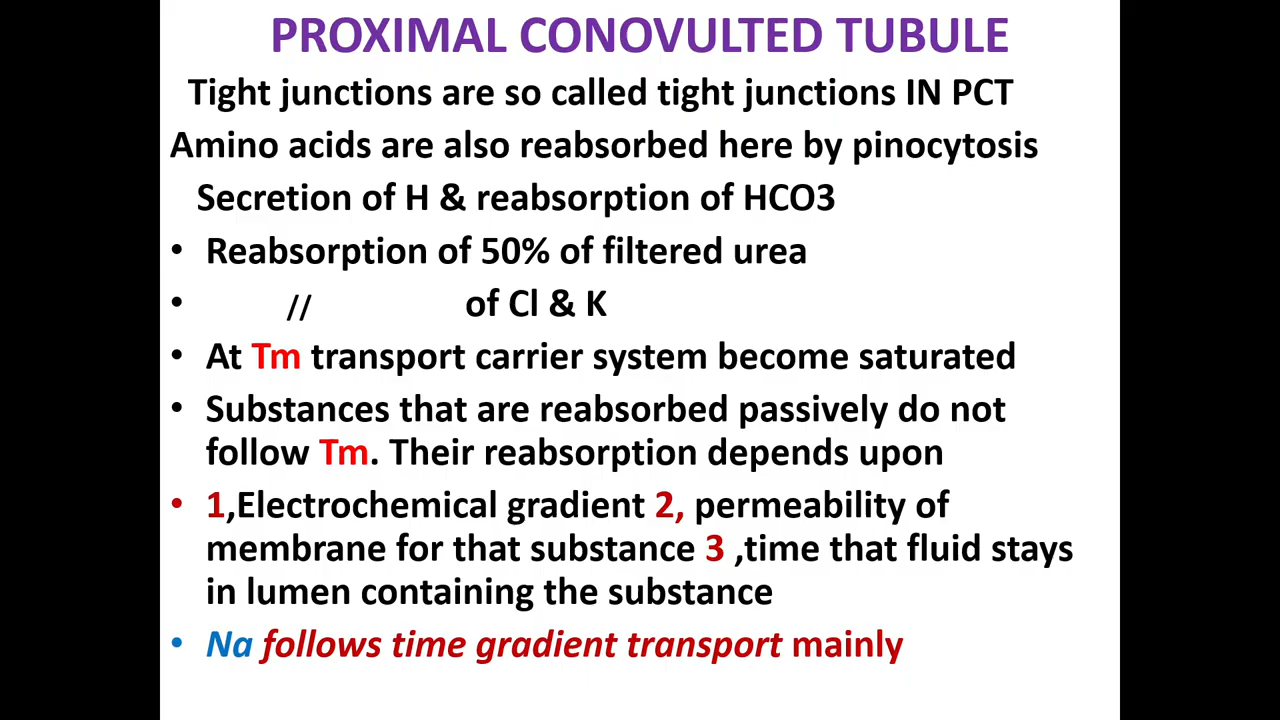 PROXIMAL CONOVULTED TUBULE
Tight junctions are so called tight junctions IN PCT
Amino acids are also reabsorbed here by pinocytosis
Secretion of H & reabsorption of HCO3
• Reabsorption of 50% of filtered urea
• // of Cl & K
• At Tm transport carrier system become saturated
• Substances that are reabsorbed passively do not
follow Tm. Their reabsorption depends upon
• 1,Electrochemical gradient 2, permeability of
membrane for that substance 3 ,time that fluid stays
in lumen containing the substance
• Na follows time gradient transport mainly